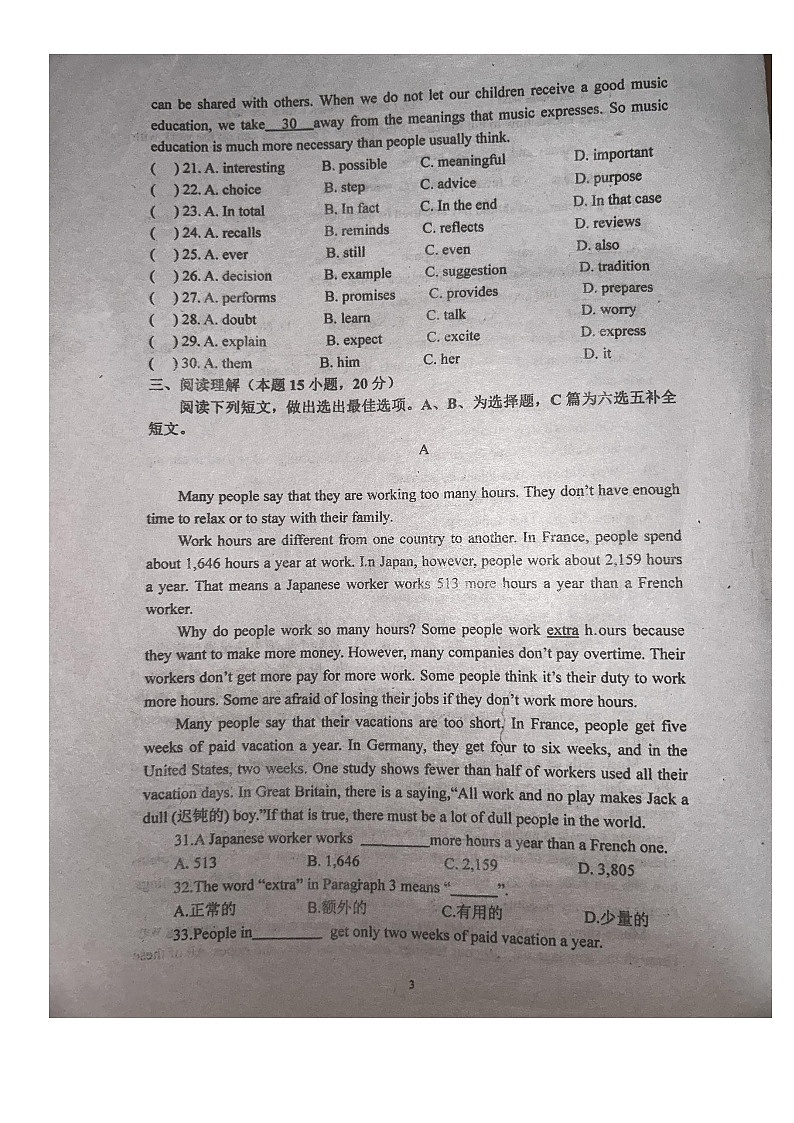 can be shared with others. When we do not let our children receive a good music
education, we take 30 away from the meanings that music expresses. So music
education is much more necessary than people usually think.
( ) 21. A. interesting B. possible C. meaningful D. important
( ) 22. A. choice B. step C. advice D. purpose
( ) 23. A. In total B. In fact C. In the end D. In that case
( ) 24. A. recalls B. reminds C. reflects D. reviews
( ) 25. A. ever B. still C. even D. also
( ) 26. A. decision B. example C. suggestion D. tradition
( ) 27. A. performs B. promises C. provides D. prepares
( ) 28. A. doubt B. learn C. talk D. worry
( ) 29. A. explain B. expect C. excite D. express
( ) 30. A. them B. him C. her D. it
三、阅读理解（本题 15 小题，20 分）
阅读下列短文，做出选出最佳选项。A、B、为选择题，C 篇为六选五补全
短文。
A
Many people say that they are working too many hours. They don't have enough
time to relax or to stay with their family.
Work hours are different from one country to another. In France, people spend
about 1,646 hours a year at work. I.n Japan, however, people work about 2,159 hours
a year. That means a Japanese worker works 513 more hours a year than a French
worker.
Why do people work so many hours? Some people work extra h.ours because
they want to make more money. However, many companies don't pay overtime. Their
workers don't get more pay for more work. Some people think it's their duty to work
more hours. Some are afraid of losing their jobs if they don't work more hours.
Many people say that their vacations are too short. In France, people get five
weeks of paid vacation a year. In Germany, they get four to six weeks, and in the
United States, two weeks. One study shows fewer than half of workers used all their
vacation days. In Great Britain, there is a saying,“All work and no play makes Jack a
dull (迟钝的) boy.”If that is true, there must be a lot of dull people in the world.
31.A Japanese worker works ________more hours a year than a French one.
A. 513 B. 1,646 C. 2,159 D. 3,805
32.The word “extra” in Paragraph 3 means “______”.
A.正常的 B.额外的 C.有用的 D.少量的
33.People in________ get only two weeks of paid vacation a year.
3